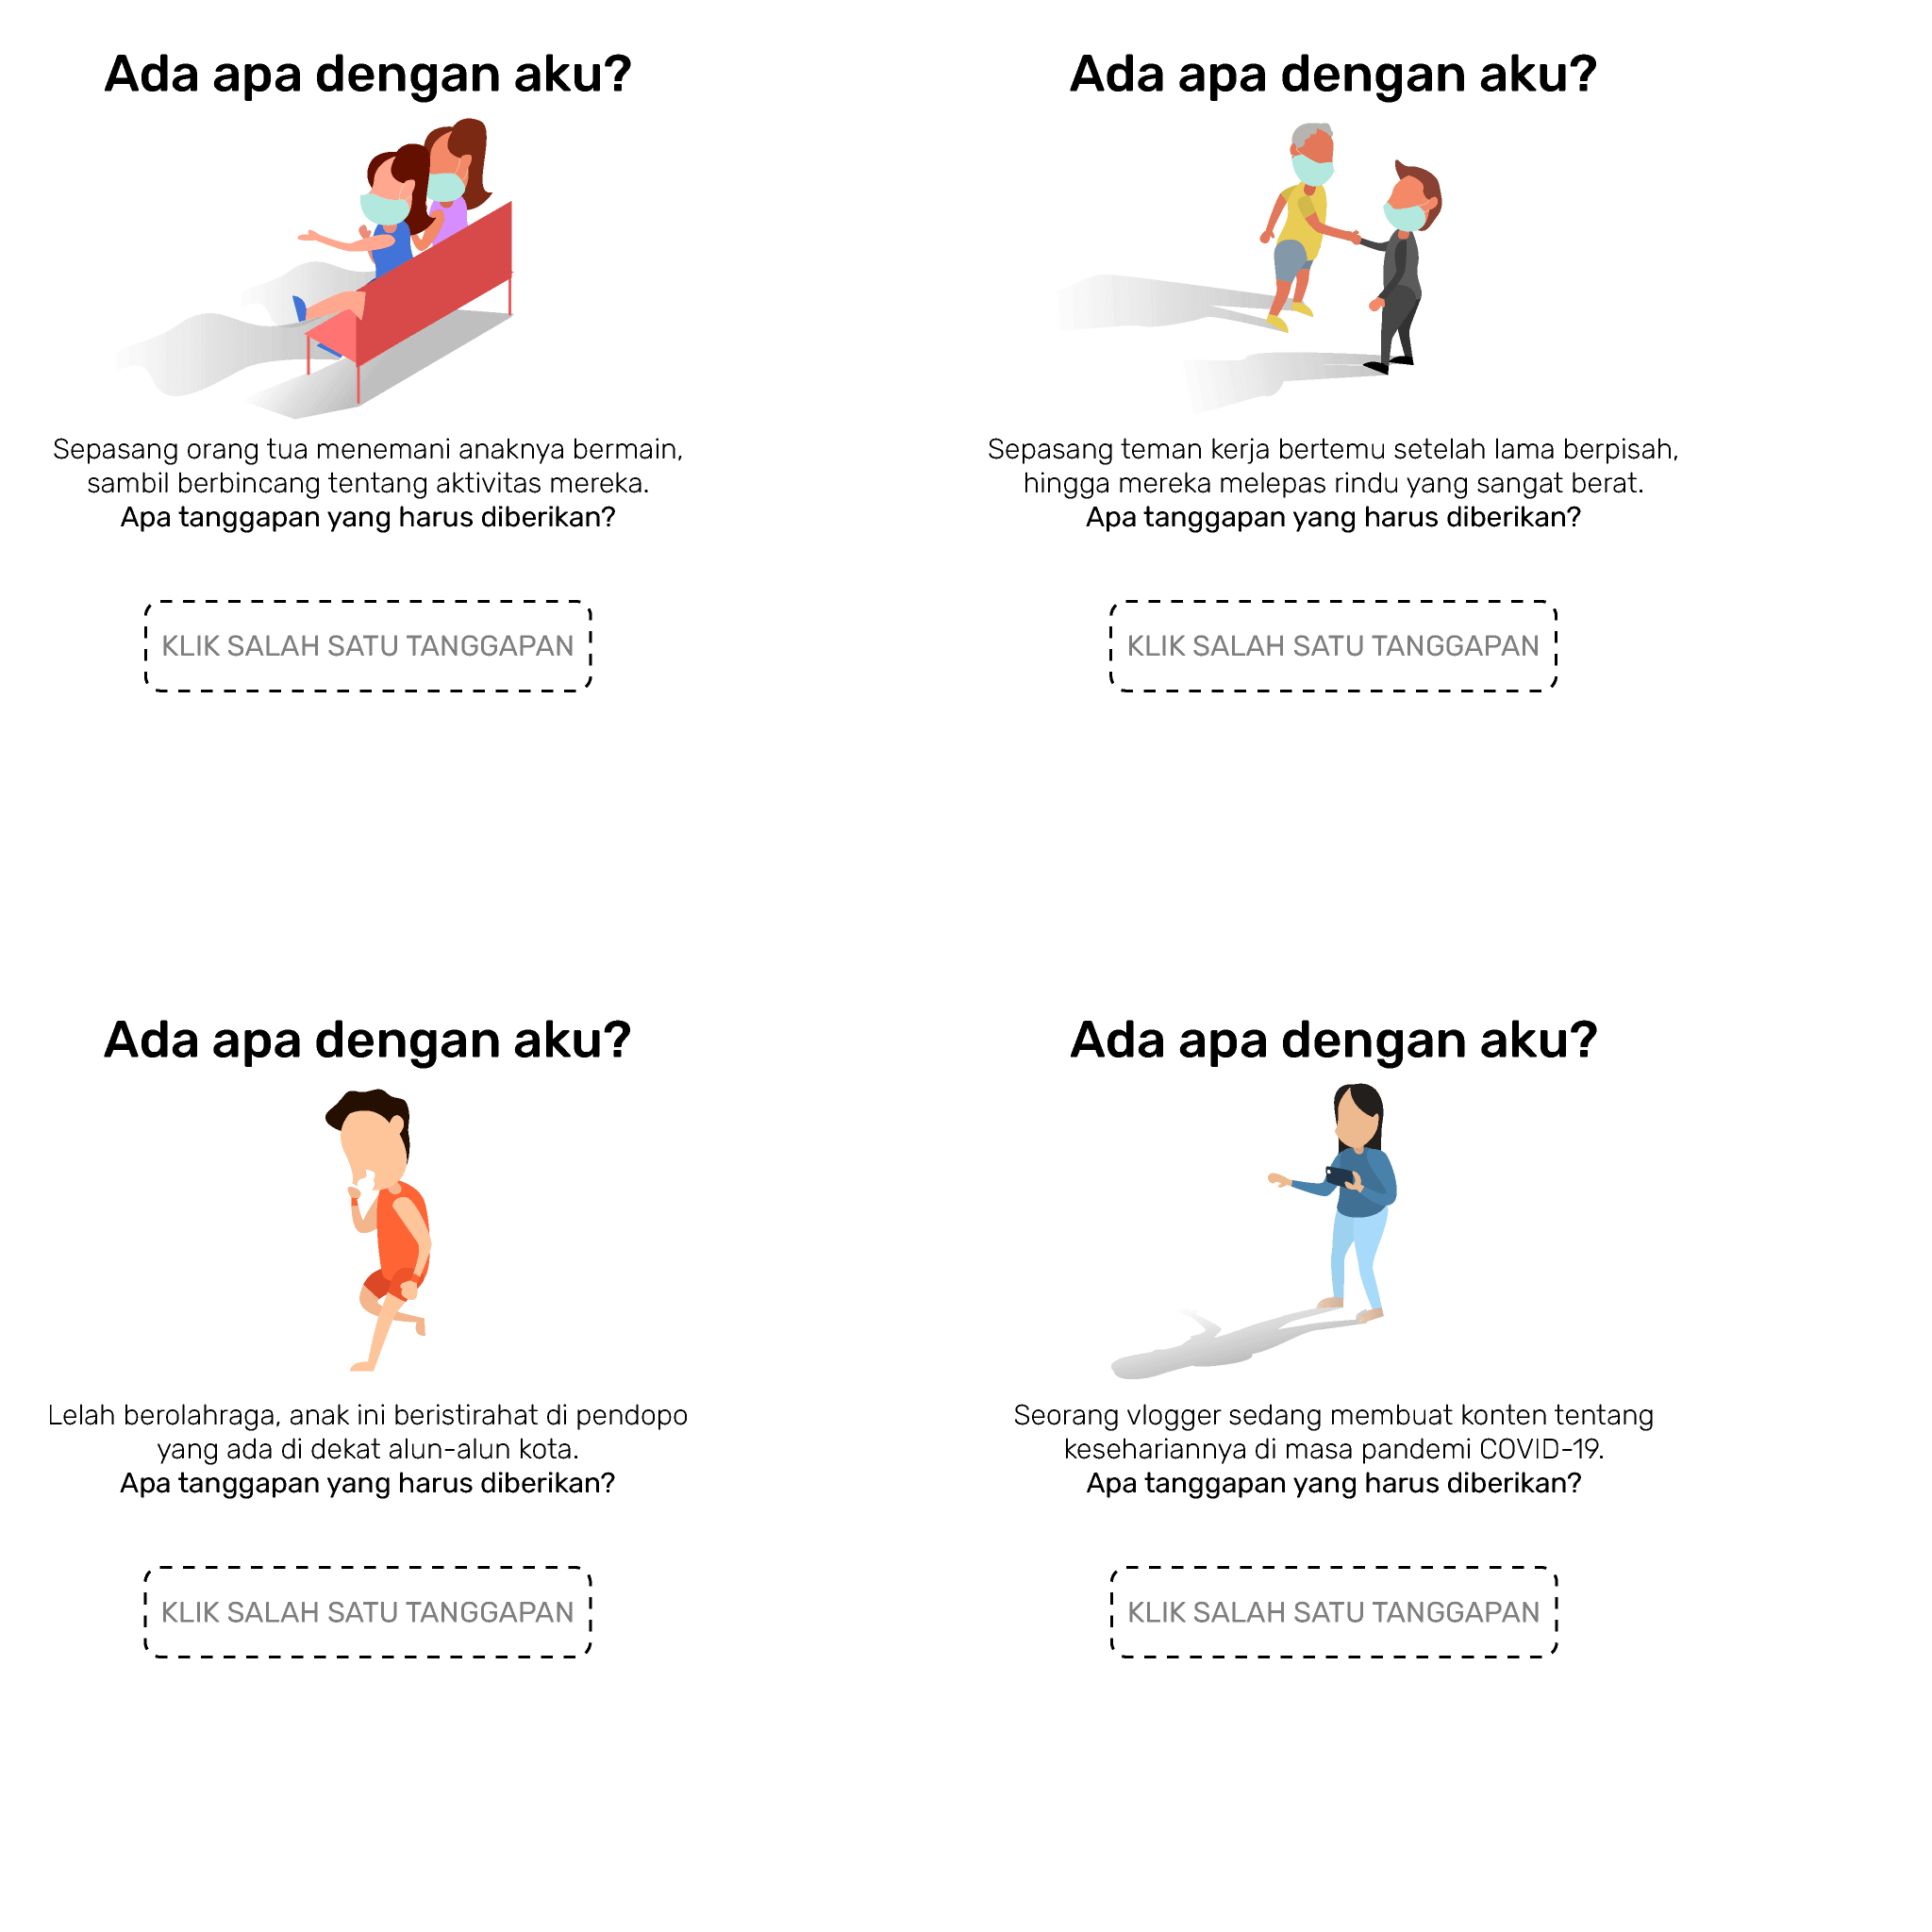 Ada apa dengan aku?
Sepasang orang tua menemani anaknya bermain,
sambil berbincang tentang aktivitas mereka.
Apa tanggapan yang harus diberikan?
KLIK SALAH SATU TANGGAPAN
Ada apa dengan aku?
Sepasang teman kerja bertemu setelah lama berpisah,
hingga mereka melepas rindu yang sangat berat.
Apa tanggapan yang harus diberikan?
KLIK SALAH SATU TANGGAPAN
Ada apa dengan aku?
Lelah berolahraga, anak ini beristirahat di pendopo
yang ada di dekat alun-alun kota.
Apa tanggapan yang harus diberikan?
KLIK SALAH SATU TANGGAPAN
Ada apa dengan aku?
Seorang vlogger sedang membuat konten tentang
kesehariannya di masa pandemi COVID-19.
Apa tanggapan yang harus diberikan?
KLIK SALAH SATU TANGGAPAN